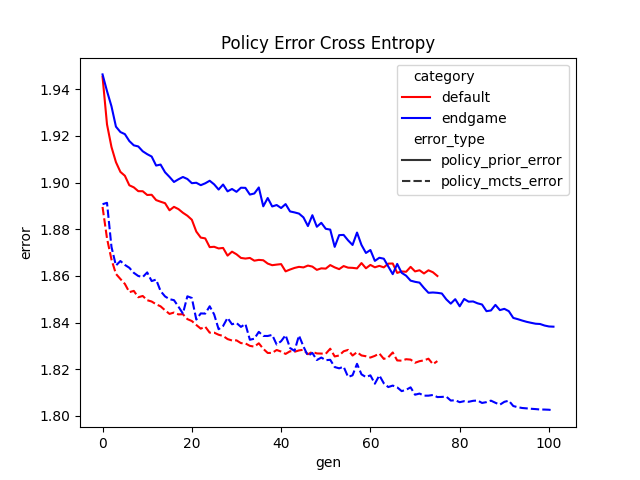 Policy Error Cross Entropy
category
default
endgame
error_type
policy_prior_error
policy_mcts_error
error
1.94
1.92
1.90
1.88
1.86
1.84
1.82
1.80
0 20 40 60 80 100
gen